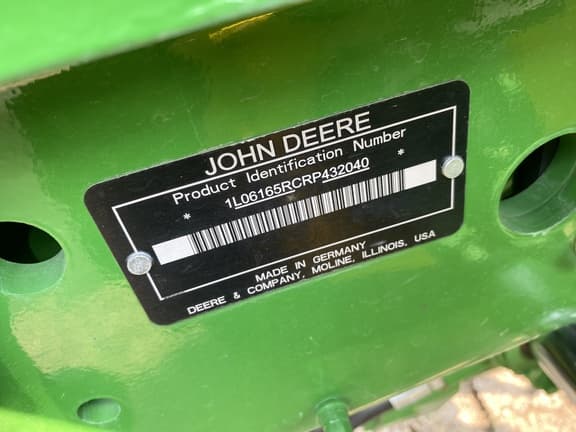 JOHN DEERE
Product Identification Number
* 1L06165RCRP432040 *
MADE IN GERMANY
DEERE & COMPANY, MOLINE, ILLINOIS, USA